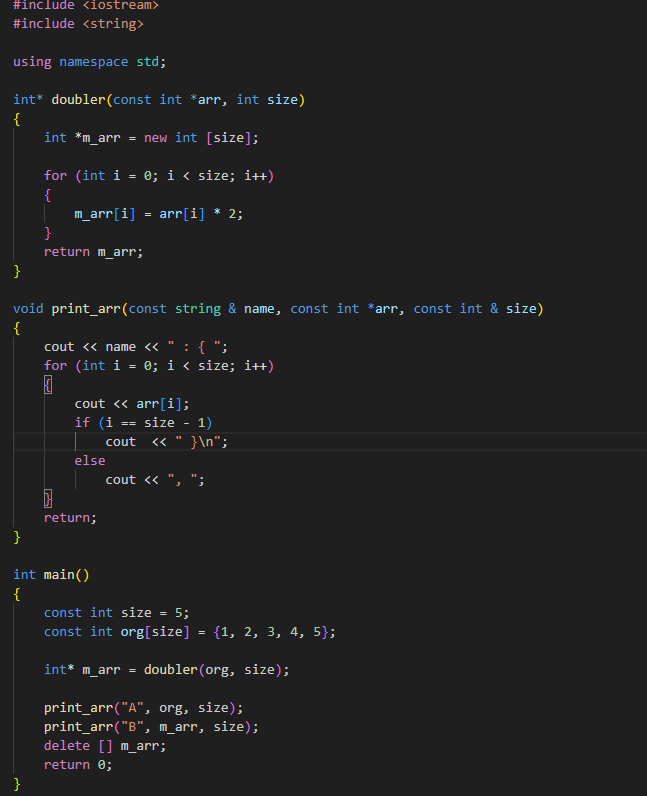 #include <iostream>
#include <string>
using namespace std;
int* doubler(const int *arr, int size)
{
    int *m_arr = new int [size];
    for (int i = 0; i < size; i++)
    {
        m_arr[i] = arr[i] * 2;
    }
    return m_arr;
}
void print_arr(const string & name, const int *arr, const int & size)
{
    cout << name << " : { ";
    for (int i = 0; i < size; i++)
    {
        cout << arr[i];
        if (i == size - 1)
            cout  << " }\n";
        else
            cout << ", ";
    }
    return;
}
int main()
{
    const int size = 5;
    const int org[size] = {1, 2, 3, 4, 5};
    int* m_arr = doubler(org, size);
    print_arr("A", org, size);
    print_arr("B", m_arr, size);
    delete [] m_arr;
    return 0;
}